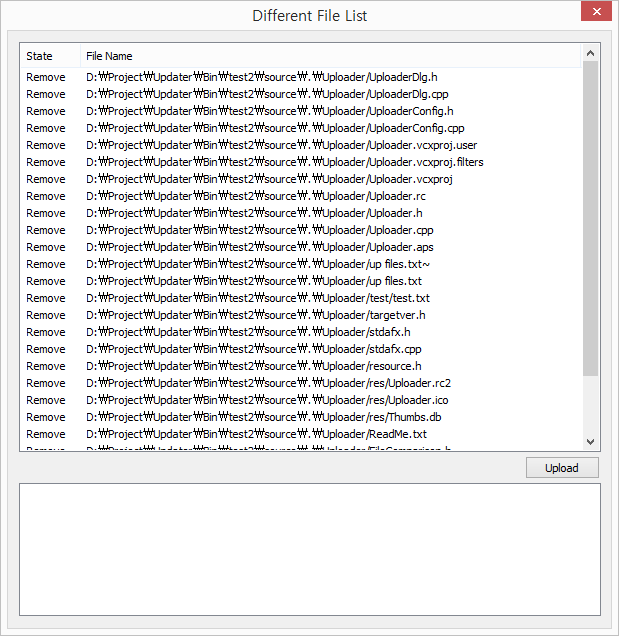 Different File List
State File Name
Remove D:₩Project₩Updater₩Bin₩test2₩source₩.₩Uploader/UploaderDlg.h
Remove D:₩Project₩Updater₩Bin₩test2₩source₩.₩Uploader/UploaderDlg.cpp
Remove D:₩Project₩Updater₩Bin₩test2₩source₩.₩Uploader/UploaderConfig.h
Remove D:₩Project₩Updater₩Bin₩test2₩source₩.₩Uploader/UploaderConfig.cpp
Remove D:₩Project₩Updater₩Bin₩test2₩source₩.₩Uploader/Uploader.vcxproj.user
Remove D:₩Project₩Updater₩Bin₩test2₩source₩.₩Uploader/Uploader.vcxproj.filters
Remove D:₩Project₩Updater₩Bin₩test2₩source₩.₩Uploader/Uploader.vcxproj
Remove D:₩Project₩Updater₩Bin₩test2₩source₩.₩Uploader/Uploader.rc
Remove D:₩Project₩Updater₩Bin₩test2₩source₩.₩Uploader/Uploader.h
Remove D:₩Project₩Updater₩Bin₩test2₩source₩.₩Uploader/Uploader.cpp
Remove D:₩Project₩Updater₩Bin₩test2₩source₩.₩Uploader/Uploader.aps
Remove D:₩Project₩Updater₩Bin₩test2₩source₩.₩Uploader/up files.txt~
Remove D:₩Project₩Updater₩Bin₩test2₩source₩.₩Uploader/up files.txt
Remove D:₩Project₩Updater₩Bin₩test2₩source₩.₩Uploader/test/test.txt
Remove D:₩Project₩Updater₩Bin₩test2₩source₩.₩Uploader/targetver.h
Remove D:₩Project₩Updater₩Bin₩test2₩source₩.₩Uploader/stdafx.h
Remove D:₩Project₩Updater₩Bin₩test2₩source₩.₩Uploader/stdafx.cpp
Remove D:₩Project₩Updater₩Bin₩test2₩source₩.₩Uploader/resource.h
Remove D:₩Project₩Updater₩Bin₩test2₩source₩.₩Uploader/res/Uploader.rc2
Remove D:₩Project₩Updater₩Bin₩test2₩source₩.₩Uploader/res/Uploader.ico
Remove D:₩Project₩Updater₩Bin₩test2₩source₩.₩Uploader/res/Thumbs.db
Remove D:₩Project₩Updater₩Bin₩test2₩source₩.₩Uploader/ReadMe.txt
Remove D:₩Project₩Updater₩Bin₩test2₩source₩.₩Uploader/FileComparison.h
Upload